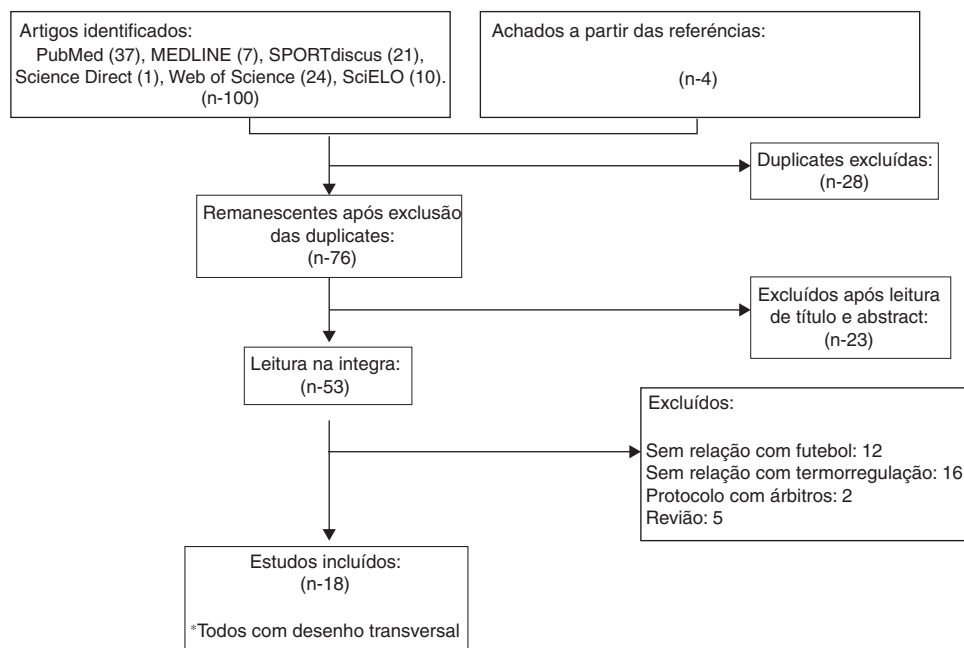 Artigos identificados:
PubMed (37), MEDLINE (7), SPORTdiscus (21),
Science Direct (1), Web of Science (24), SciELO (10).
(n-100)
Achados a partir das referéncias:
(n-4)
Duplicates excluídas:
(n-28)
Remanescentes após exclusão
das duplicates:
(n-76)
Excluídos após leitura
de título e abstract:
(n-23)
Leitura na integra:
(n-53)
Excluídos:
Sem relação com futebol: 12
Sem relação com termorregulação: 16
Protocolo com árbitros: 2
Revião: 5
Estudos incluídos:
(n-18)
*Todos com desenho transversal